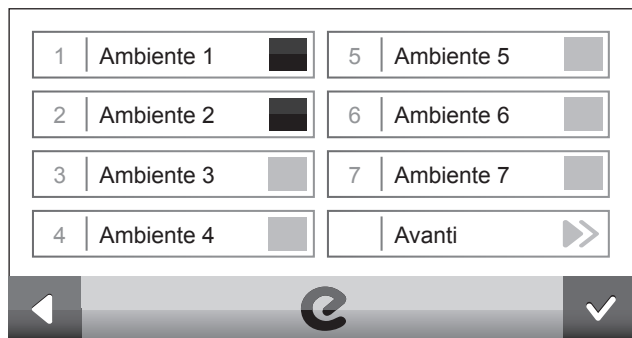 1 Ambiente 1
2 Ambiente 2
3 Ambiente 3
4 Ambiente 4
5 Ambiente 5
6 Ambiente 6
7 Ambiente 7
Avanti
e